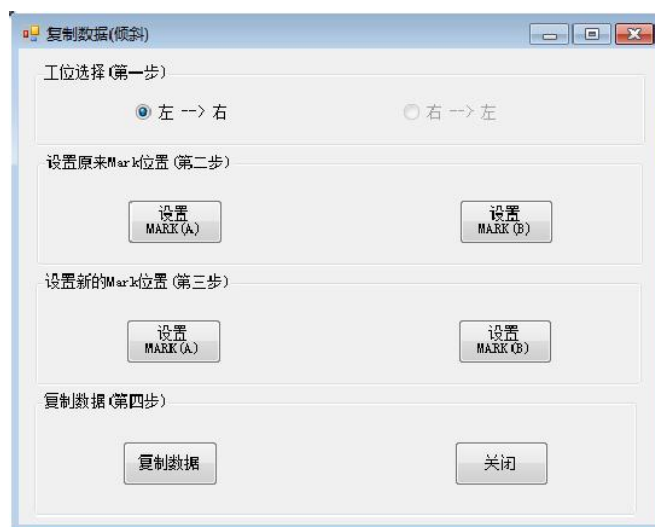 复制数据(倾斜)
工位选择(第一步)
左 --> 右
右 --> 左
设置原来Mark位置(第二步)
设置
MARK(A)
设置
MARK(B)
设置新的Mark位置(第三步)
设置
MARK(A)
设置
MARK(B)
复制数据(第四步)
复制数据
关闭